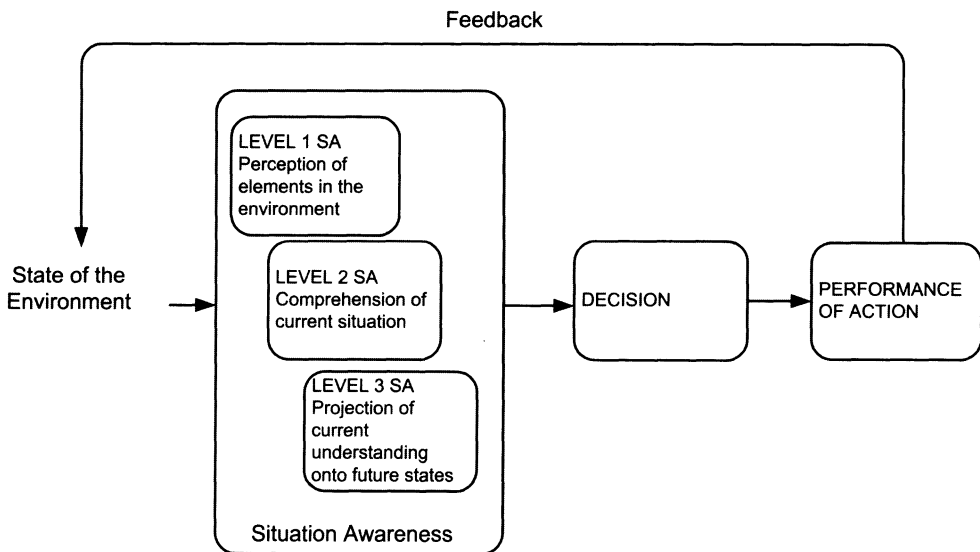 Feedback
LEVEL 1 SA
Perception of
elements in the
environment
State of the
Environment
LEVEL 2 SA
Comprehension of
current situation
DECISION
PERFORMANCE
OF ACTION
LEVEL 3 SA
Projection of
current
understanding
onto future states
Situation Awareness